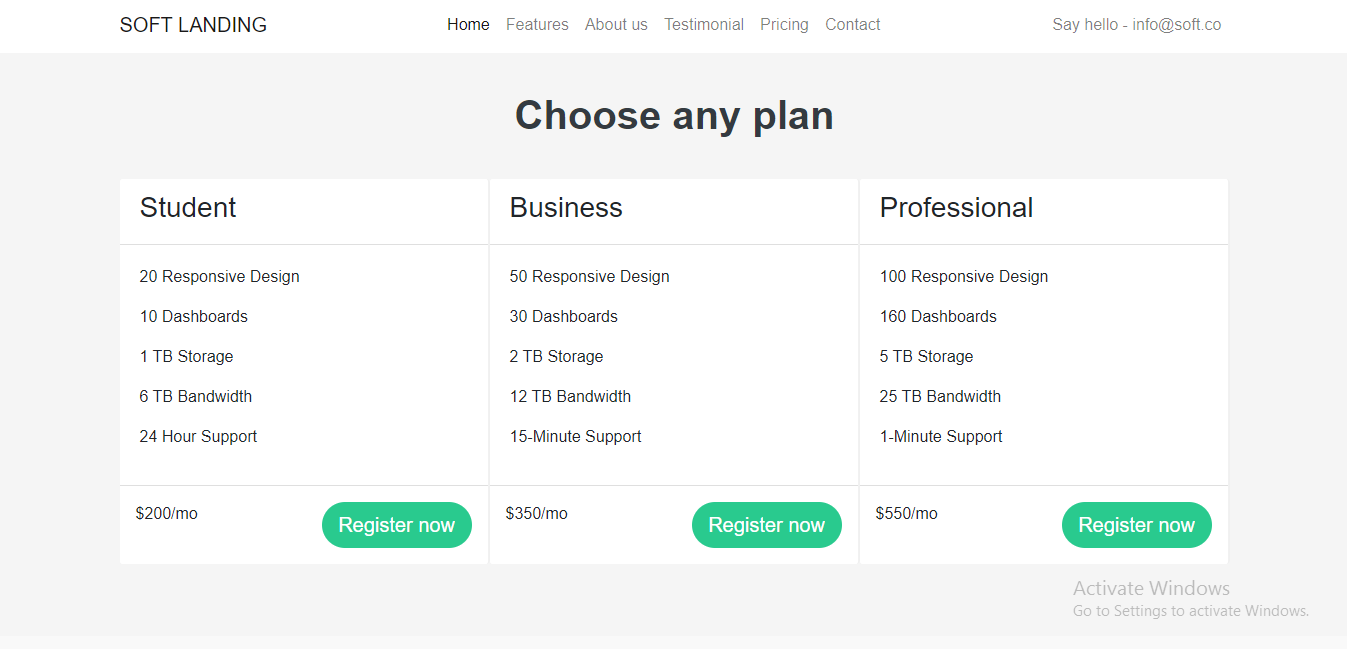 SOFT LANDING
Home Features About us Testimonial Pricing Contact
Say hello - info@soft.co
Choose any plan
Student
20 Responsive Design
10 Dashboards
1 TB Storage
6 TB Bandwidth
24 Hour Support
$200/mo
Register now
Business
50 Responsive Design
30 Dashboards
2 TB Storage
12 TB Bandwidth
15-Minute Support
$350/mo
Register now
Professional
100 Responsive Design
160 Dashboards
5 TB Storage
25 TB Bandwidth
1-Minute Support
$550/mo
Register now
Activate Windows
Go to Settings to activate Windows.